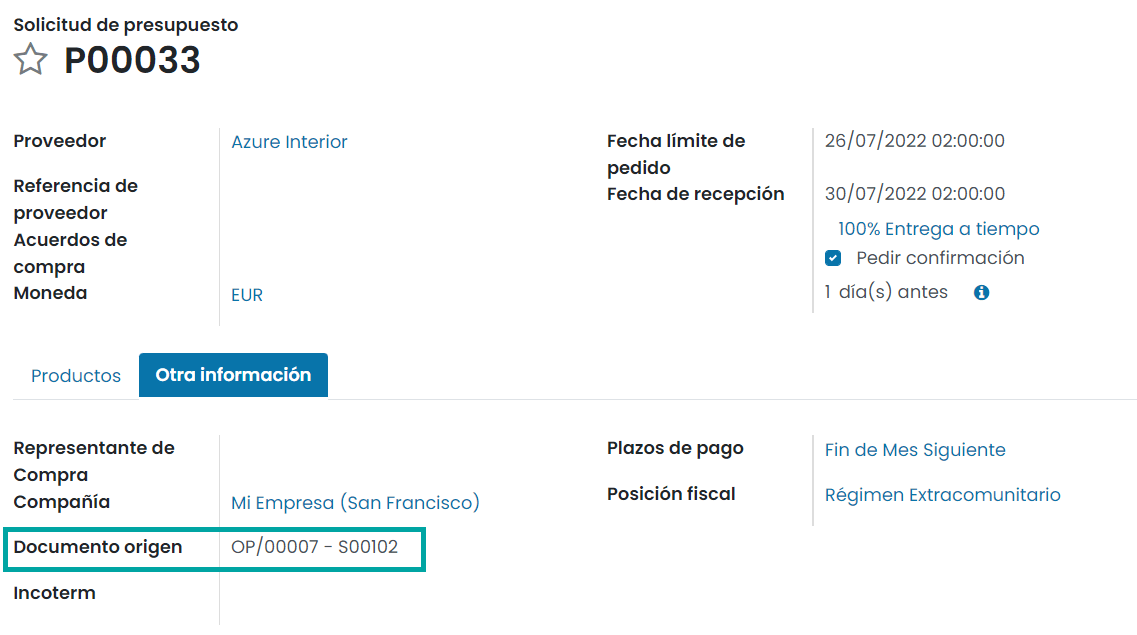 Solicitud de presupuesto
P00033
Proveedor
Azure Interior
Referencia de
proveedor
Acuerdos de
compra
Moneda
EUR
Fecha límite de
pedido
26/07/2022 02:00:00
Fecha de recepción
30/07/2022 02:00:00
100% Entrega a tiempo
Pedir confirmación
1 día(s) antes
Productos
Otra información
Representante de
Compra
Compañía
Mi Empresa (San Francisco)
Documento origen
OP/00007 - S00102
Incoterm
Plazos de pago
Fin de Mes Siguiente
Posición fiscal
Régimen Extracomunitario